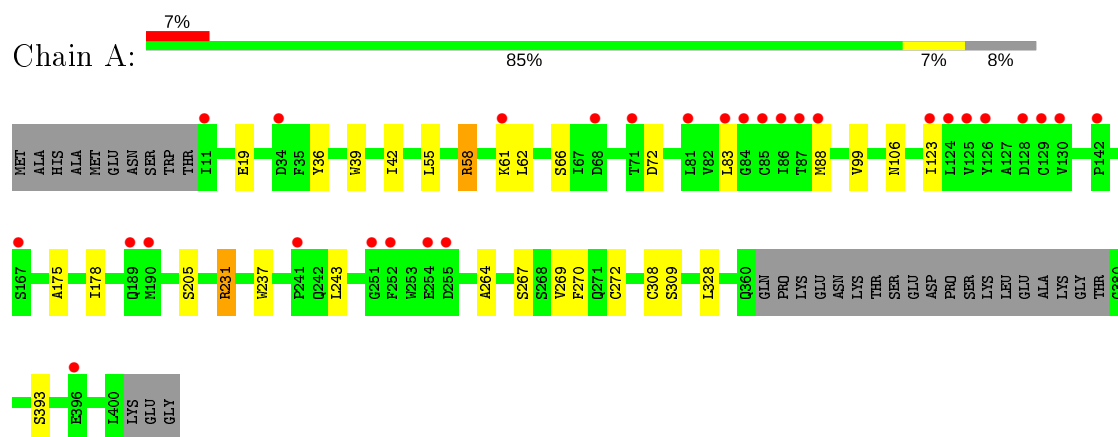 7%
Chain A:
85% 7% 8%
MET ALA HIS ALA MET GLU ASN SER TRP THR I11 E19 D34 F35 Y36 W39 I42 L55 R58 K61 L62 S66 I67 D68 T71 D72 L81 V82 L83 G84 C85 I86 T87 M88 V99 N106 I123 L124 V125 Y126 A127 D128 C129 V130 P142
S167 A175 I178 Q189 M190 S205 R231 W237 P241 Q242 L243 G251 F252 W253 E254 D255 A264 S267 S268 V269 F270 Q271 C272 C308 S309 L328 Q360 GLN PRO LYS GLU ASN LYS THR SER GLU ASP PRO SER LYS LEU GLU ALA LYS GLY THR
S393 E396 L400 LYS GLU GLY